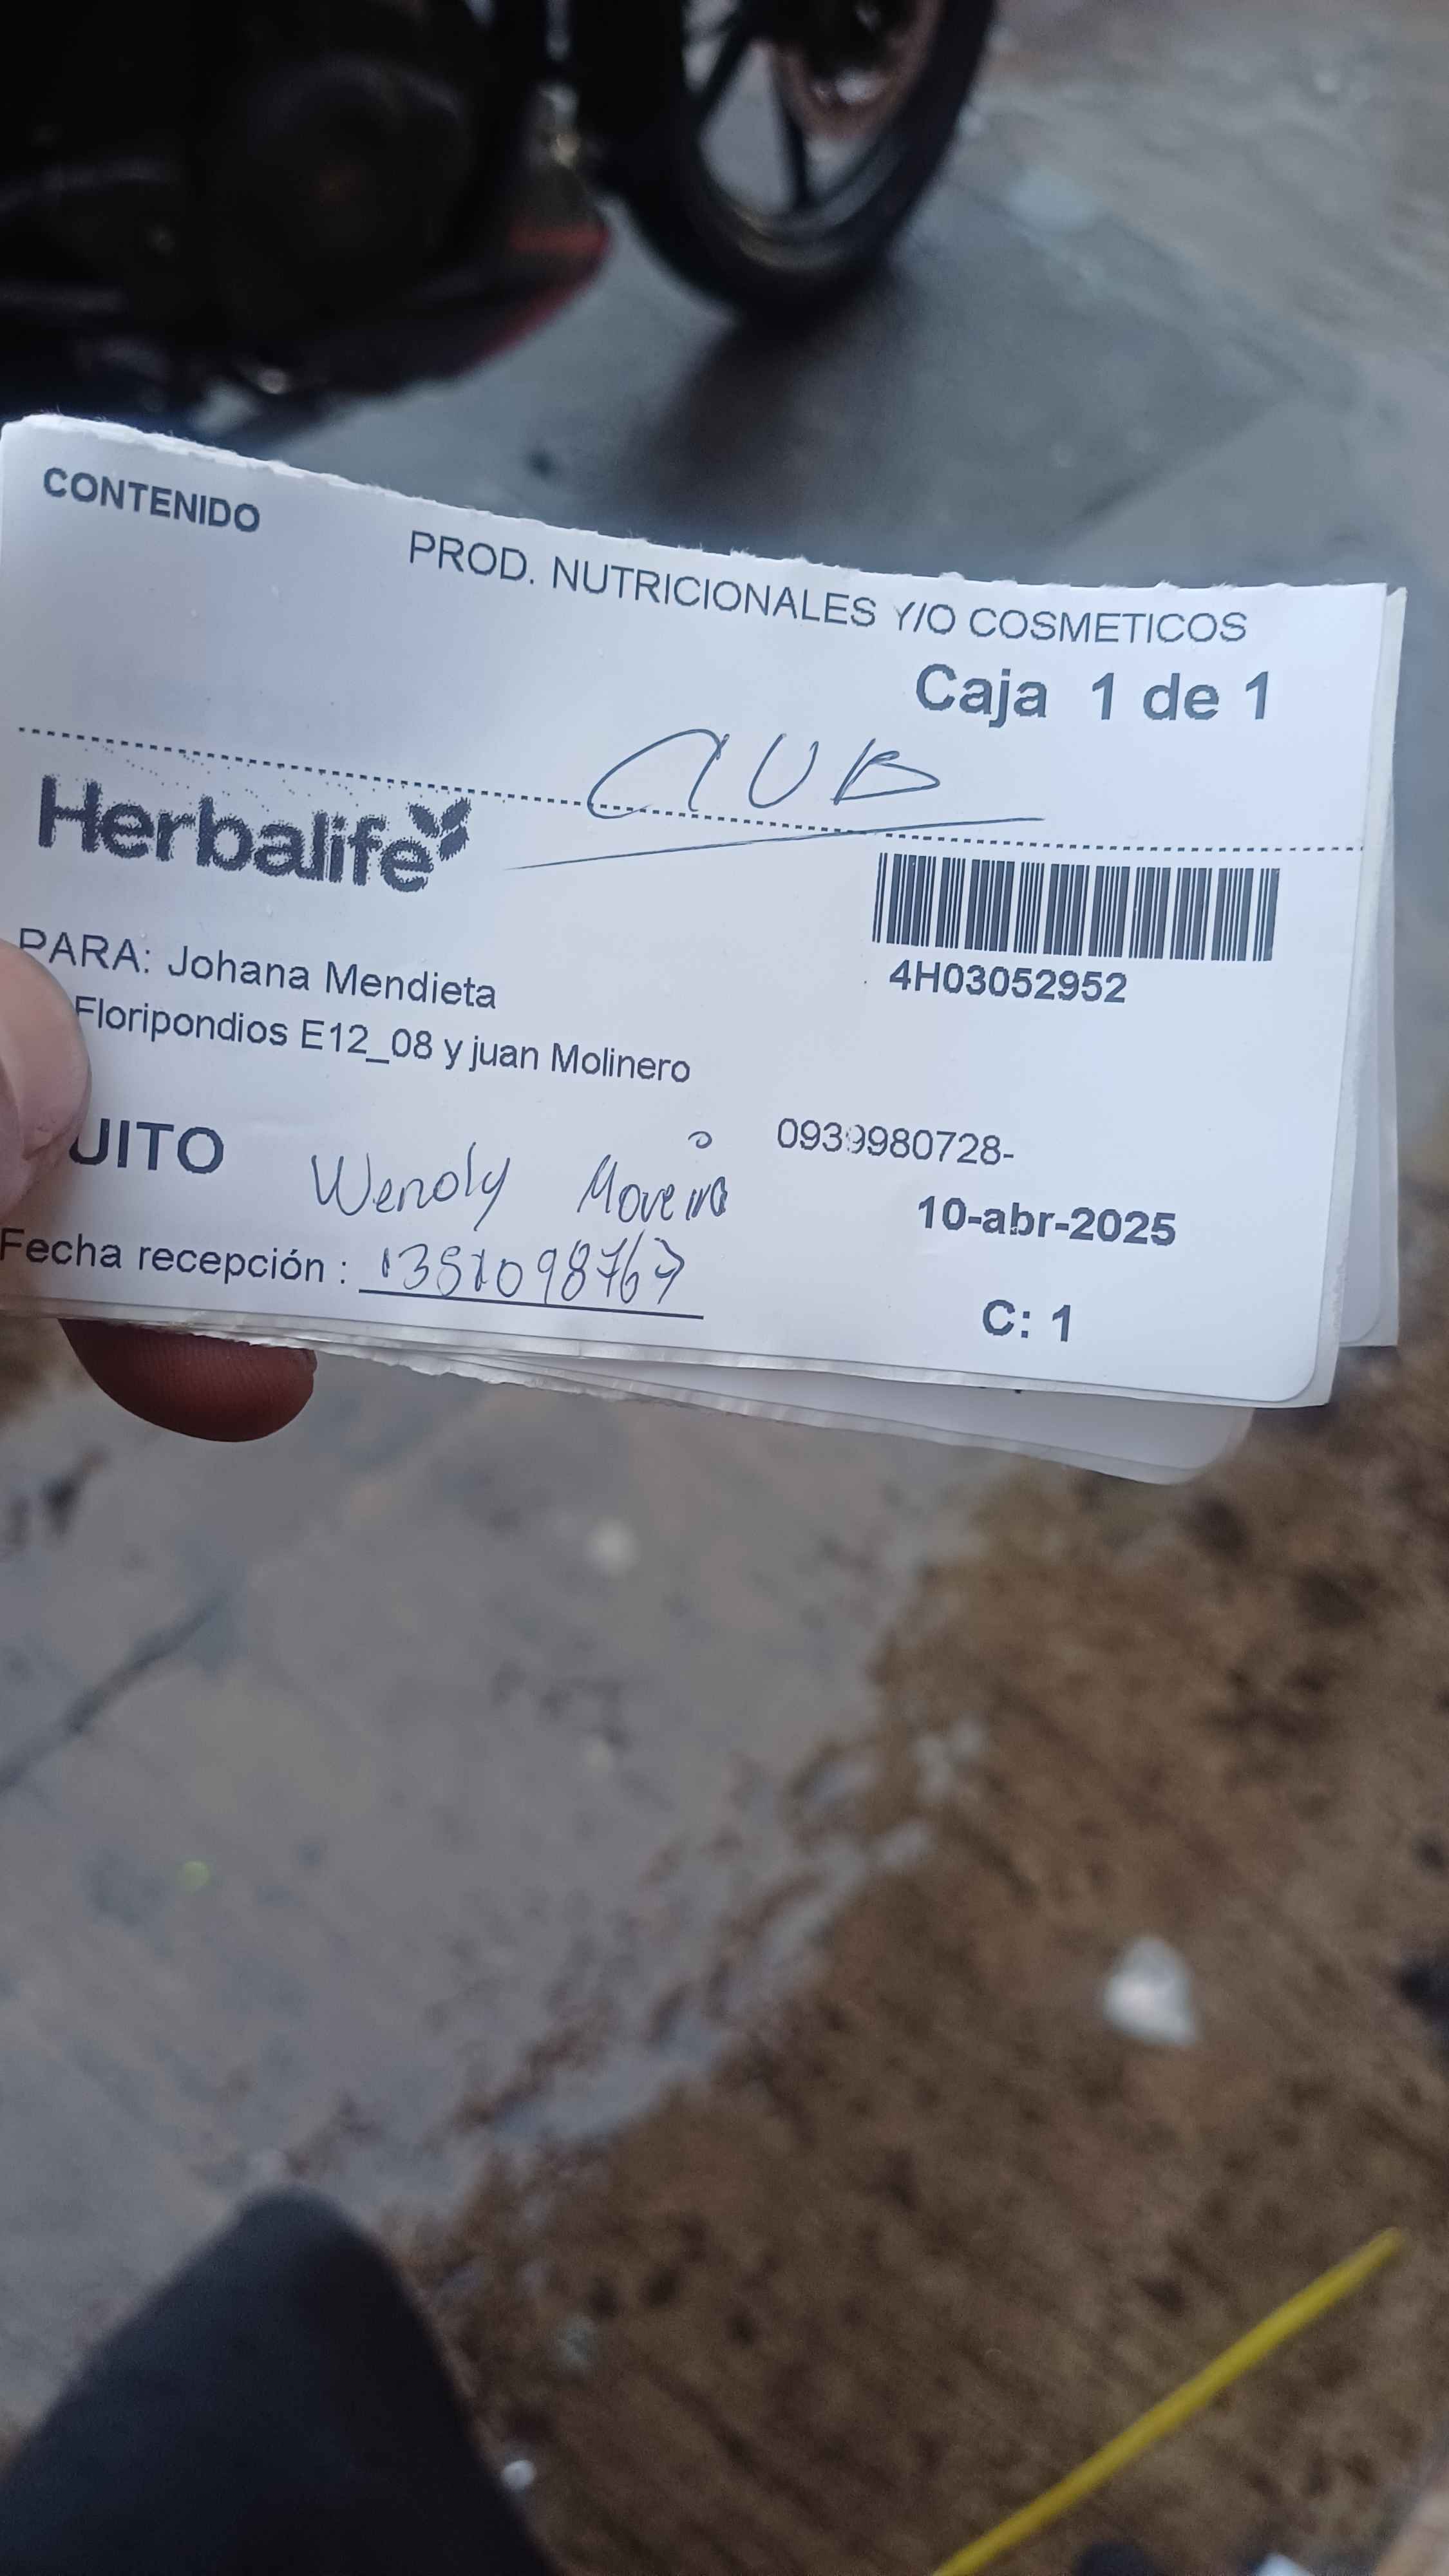 CONTENIDO
PROD. NUTRICIONALES Y/O COSMETICOS
Caja 1 de 1
Herbalife
4H03052952
PARA: Johana Mendieta
Floripondios E12_08 y juan Molinero
UITO
0939980728-
Wendy Moreira
10-abr-2025
Fecha recepción :
C: 1